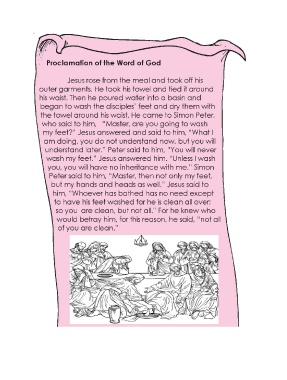 Proclamation of the Word of God
Jesus rose from the meal and took off his
outer garments. He took his towel and tied it around
his waist. Then he poured water into a basin and
began to wash the disciples' feet and dry them with
the towel around his waist. He came to Simon Peter,
who said to him, "Master, are you going to wash
my feet?" Jesus answered and said to him, "What I
am doing, you do not understand now, but you will
understand later." Peter said to him, "You will never
wash my feet." Jesus answered him, "Unless I wash
you, you will have no inheritance with me." Simon
Peter said to him, "Master, then not only my feet,
but my hands and heads as well." Jesus said to
him, "Whoever has bathed has no need except
to have his feet washed for he is clean all over;
so you are clean, but not all." For he knew who
would betray him, for this reason, he said, "not all
of you are clean."